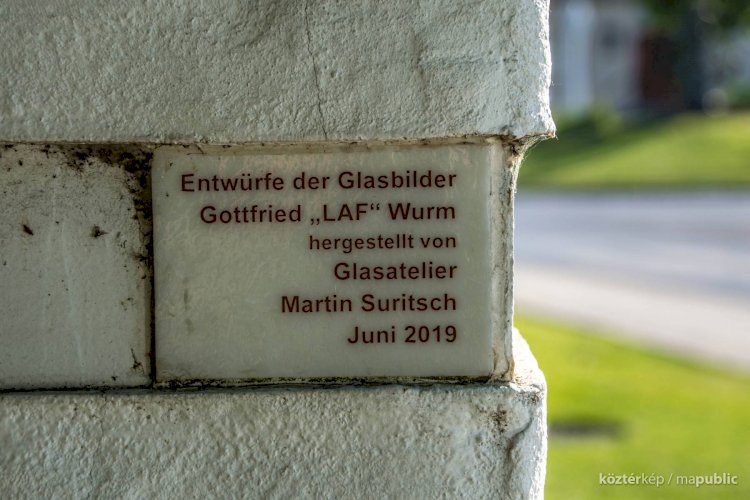 Entwürfe der Glasbilder
Gottfried „LAF“ Wurm
hergestellt von
Glasatelier
Martin Suritsch
Juni 2019
köztérkép / mapublic